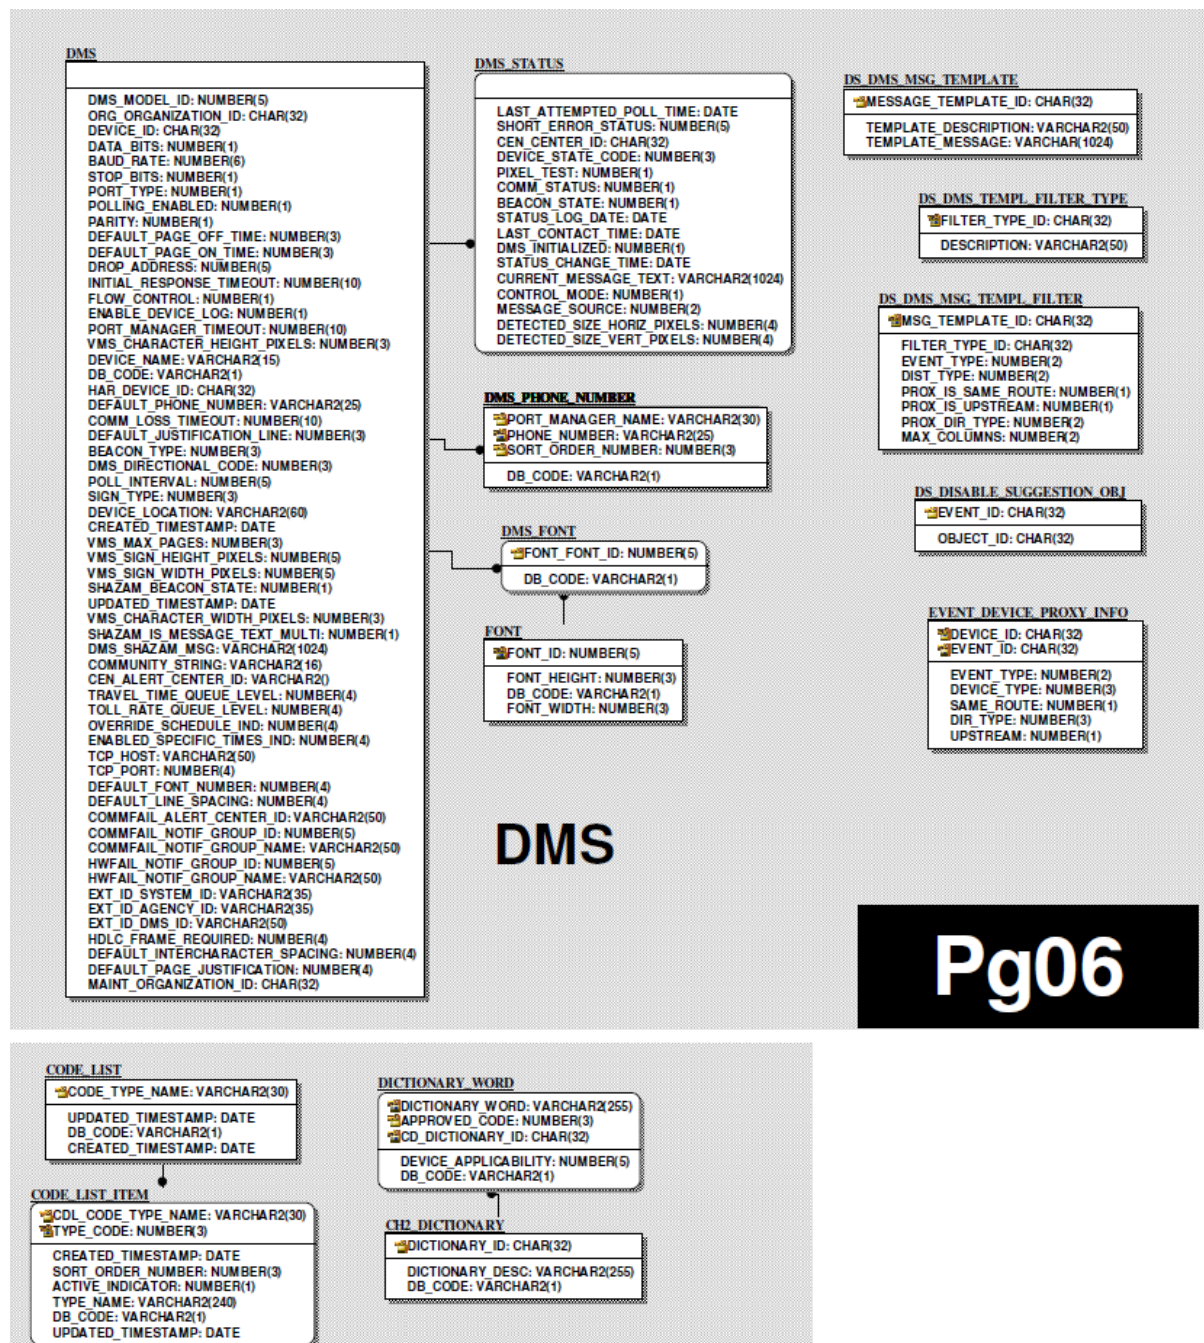 DMS
DMS_MODEL_ID: NUMBER(5)
ORG_ORGANIZATION_ID: CHAR(32)
DEVICE_ID: CHAR(32)
DATA_BITS: NUMBER(1)
BAUD_RATE: NUMBER(6)
STOP_BITS: NUMBER(1)
PORT_TYPE: NUMBER(1)
POLLING_ENABLED: NUMBER(1)
PARITY: NUMBER(1)
DEFAULT_PAGE_OFF_TIME: NUMBER(3)
DEFAULT_PAGE_ON_TIME: NUMBER(3)
DROP_ADDRESS: NUMBER(5)
INITIAL_RESPONSE_TIMEOUT: NUMBER(10)
FLOW_CONTROL: NUMBER(1)
ENABLE_DEVICE_LOG: NUMBER(1)
PORT_MANAGER_TIMEOUT: NUMBER(10)
VMS_CHARACTER_HEIGHT_PIXELS: NUMBER(3)
DEVICE_NAME: VARCHAR2(15)
DB_CODE: VARCHAR2(1)
HAR_DEVICE_ID: CHAR(32)
DEFAULT_PHONE_NUMBER: VARCHAR2(25)
COMM_LOSS_TIMEOUT: NUMBER(10)
DEFAULT_JUSTIFICATION_LINE: NUMBER(3)
BEACON_TYPE: NUMBER(3)
DMS_DIRECTIONAL_CODE: NUMBER(3)
POLL_INTERVAL: NUMBER(5)
SIGN_TYPE: NUMBER(3)
DEVICE_LOCATION: VARCHAR2(60)
CREATED_TIMESTAMP: DATE
VMS_MAX_PAGES: NUMBER(3)
VMS_SIGN_HEIGHT_PIXELS: NUMBER(5)
VMS_SIGN_WIDTH_PIXELS: NUMBER(5)
SHAZAM_BEACON_STATE: NUMBER(1)
UPDATED_TIMESTAMP: DATE
VMS_CHARACTER_WIDTH_PIXELS: NUMBER(3)
SHAZAM_IS_MESSAGE_TEXT_MULTI: NUMBER(1)
DMS_SHAZAM_MSG: VARCHAR2(1024)
COMMUNITY_STRING: VARCHAR2(16)
CEN_ALERT_CENTER_ID: VARCHAR2()
TRAVEL_TIME_QUEUE_LEVEL: NUMBER(4)
TOLL_RATE_QUEUE_LEVEL: NUMBER(4)
OVERRIDE_SCHEDULE_IND: NUMBER(4)
ENABLED_SPECIFIC_TIMES_IND: NUMBER(4)
TCP_HOST: VARCHAR2(50)
TCP_PORT: NUMBER(4)
DEFAULT_FONT_NUMBER: NUMBER(4)
DEFAULT_LINE_SPACING: NUMBER(4)
COMMFAIL_ALERT_CENTER_ID: VARCHAR2(50)
COMMFAIL_NOTIF_GROUP_ID: NUMBER(5)
COMMFAIL_NOTIF_GROUP_NAME: VARCHAR2(50)
HWFAIL_NOTIF_GROUP_ID: NUMBER(5)
HWFAIL_NOTIF_GROUP_NAME: VARCHAR2(50)
EXT_ID_SYSTEM_ID: VARCHAR2(35)
EXT_ID_AGENCY_ID: VARCHAR2(35)
EXT_ID_DMS_ID: VARCHAR2(50)
HDLC_FRAME_REQUIRED: NUMBER(4)
DEFAULT_INTERCHARACTER_SPACING: NUMBER(4)
DEFAULT_PAGE_JUSTIFICATION: NUMBER(4)
MAINT_ORGANIZATION_ID: CHAR(32)
DMS_STATUS
LAST_ATTEMPTED_POLL_TIME: DATE
SHORT_ERROR_STATUS: NUMBER(5)
CEN_CENTER_ID: CHAR(32)
DEVICE_STATE_CODE: NUMBER(3)
PIXEL_TEST: NUMBER(1)
COMM_STATUS: NUMBER(1)
BEACON_STATE: NUMBER(1)
STATUS_LOG_DATE: DATE
LAST_CONTACT_TIME: DATE
DMS_INITIALIZED: NUMBER(1)
STATUS_CHANGE_TIME: DATE
CURRENT_MESSAGE_TEXT: VARCHAR2(1024)
CONTROL_MODE: NUMBER(1)
MESSAGE_SOURCE: NUMBER(2)
DETECTED_SIZE_HORIZ_PIXELS: NUMBER(4)
DETECTED_SIZE_VERT_PIXELS: NUMBER(4)
DMS_PHONE_NUMBER
PORT_MANAGER_NAME: VARCHAR2(30)
PHONE_NUMBER: VARCHAR2(25)
SORT_ORDER_NUMBER: NUMBER(3)
DB_CODE: VARCHAR2(1)
DMS_FONT
FONT_FONT_ID: NUMBER(5)
DB_CODE: VARCHAR2(1)
FONT
FONT_ID: NUMBER(5)
FONT_HEIGHT: NUMBER(3)
DB_CODE: VARCHAR2(1)
FONT_WIDTH: NUMBER(3)
DS_DMS_MSG_TEMPLATE
MESSAGE_TEMPLATE_ID: CHAR(32)
TEMPLATE_DESCRIPTION: VARCHAR2(50)
TEMPLATE_MESSAGE: VARCHAR(1024)
DS_DMS_TEMPL_FILTER_TYPE
FILTER_TYPE_ID: CHAR(32)
DESCRIPTION: VARCHAR2(50)
DS_DMS_MSG_TEMPL_FILTER
MSG_TEMPLATE_ID: CHAR(32)
FILTER_TYPE_ID: CHAR(32)
EVENT_TYPE: NUMBER(2)
DIST_TYPE: NUMBER(2)
PROX_IS_SAME_ROUTE: NUMBER(1)
PROX_IS_UPSTREAM: NUMBER(1)
PROX_DIR_TYPE: NUMBER(2)
MAX_COLUMNS: NUMBER(2)
DS_DISABLE_SUGGESTION_OBJ
EVENT_ID: CHAR(32)
OBJECT_ID: CHAR(32)
EVENT_DEVICE_PROXY_INFO
DEVICE_ID: CHAR(32)
EVENT_ID: CHAR(32)
EVENT_TYPE: NUMBER(2)
DEVICE_TYPE: NUMBER(3)
SAME_ROUTE: NUMBER(1)
DIR_TYPE: NUMBER(3)
UPSTREAM: NUMBER(1)
DMS
Pg06
CODE_LIST
CODE_TYPE_NAME: VARCHAR2(30)
UPDATED_TIMESTAMP: DATE
DB_CODE: VARCHAR2(1)
CREATED_TIMESTAMP: DATE
CODE_LIST_ITEM
CDL_CODE_TYPE_NAME: VARCHAR2(30)
TYPE_CODE: NUMBER(3)
CREATED_TIMESTAMP: DATE
SORT_ORDER_NUMBER: NUMBER(3)
ACTIVE_INDICATOR: NUMBER(1)
TYPE_NAME: VARCHAR2(240)
DB_CODE: VARCHAR2(1)
UPDATED_TIMESTAMP: DATE
DICTIONARY_WORD
DICTIONARY_WORD: VARCHAR2(255)
APPROVED_CODE: NUMBER(3)
CD_DICTIONARY_ID: CHAR(32)
DEVICE_APPLICABILITY: NUMBER(5)
DB_CODE: VARCHAR2(1)
CH2_DICTIONARY
DICTIONARY_ID: CHAR(32)
DICTIONARY_DESC: VARCHAR2(255)
DB_CODE: VARCHAR2(1)